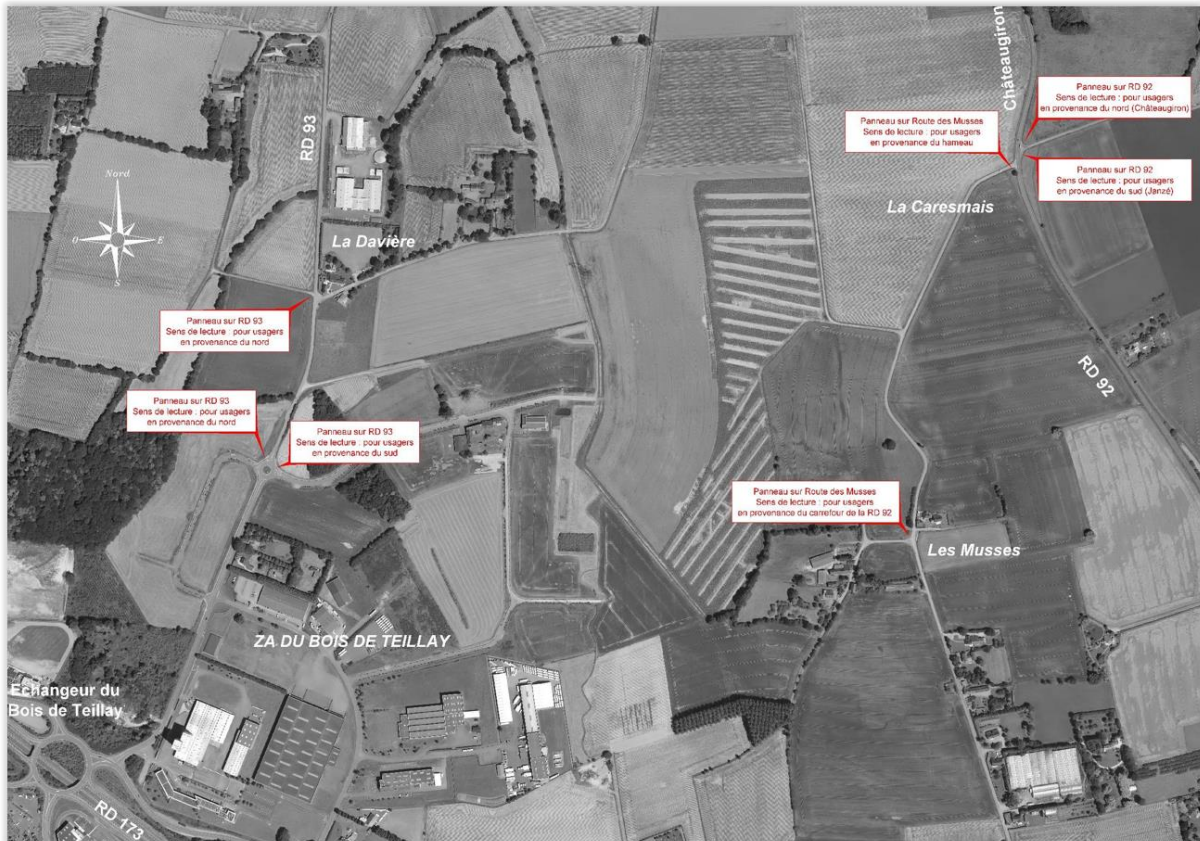 Châteaugiron
Panneau sur RD 92
Sens de lecture : pour usagers
en provenance du nord (Châteaugiron)
RD 93
Panneau sur Route des Musses
Sens de lecture : pour usagers
en provenance du hameau
Panneau sur RD 92
Sens de lecture : pour usagers
en provenance du sud (Janzé)
Nord
O
E
S
La Caresmais
La Davière
Panneau sur RD 93
Sens de lecture : pour usagers
en provenance du nord
RD 92
Panneau sur RD 93
Sens de lecture : pour usagers
en provenance du nord
Panneau sur RD 93
Sens de lecture : pour usagers
en provenance du sud
Panneau sur Route des Musses
Sens de lecture : pour usagers
en provenance du carrefour de la RD 92
Les Musses
ZA DU BOIS DE TEILLAY
Echangeur du
Bois de Teillay
RD 173